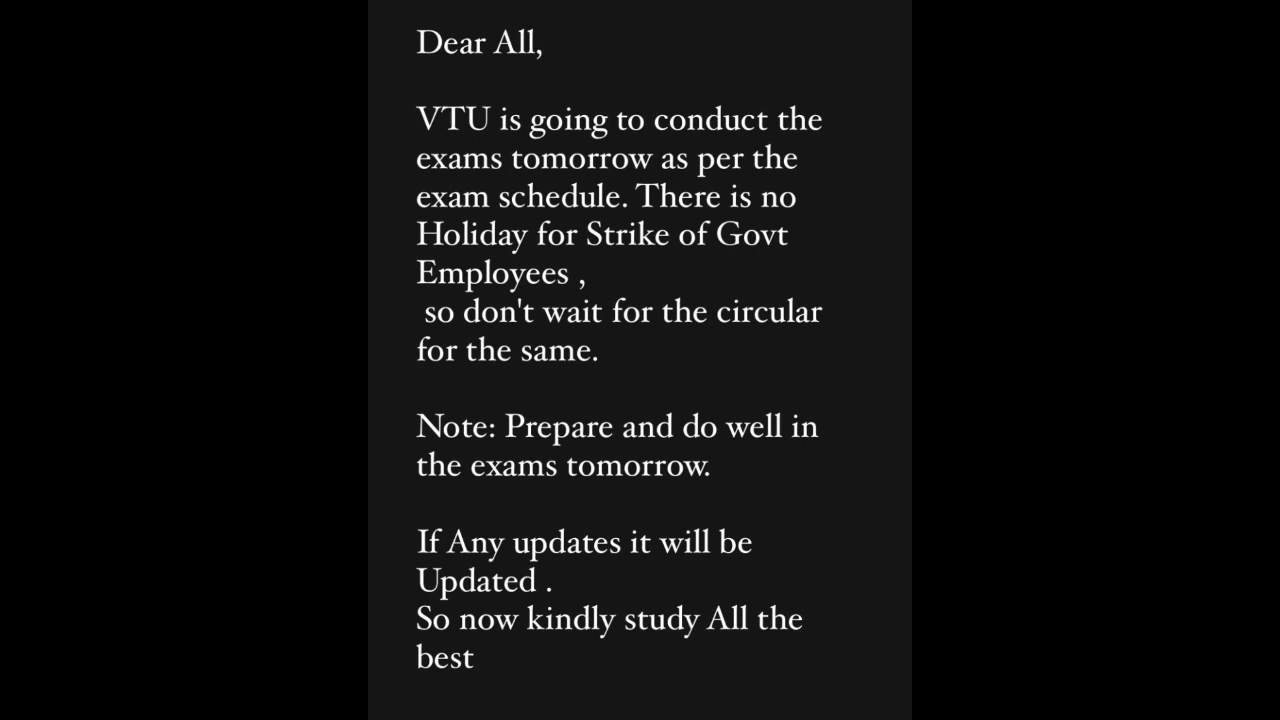 Dear All,
VTU is going to conduct the
exams tomorrow as per the
exam schedule. There is no
Holiday for Strike of Govt
Employees ,
so don't wait for the circular
for the same.
Note: Prepare and do well in
the exams tomorrow.
If Any updates it will be
Updated .
So now kindly study All the
best